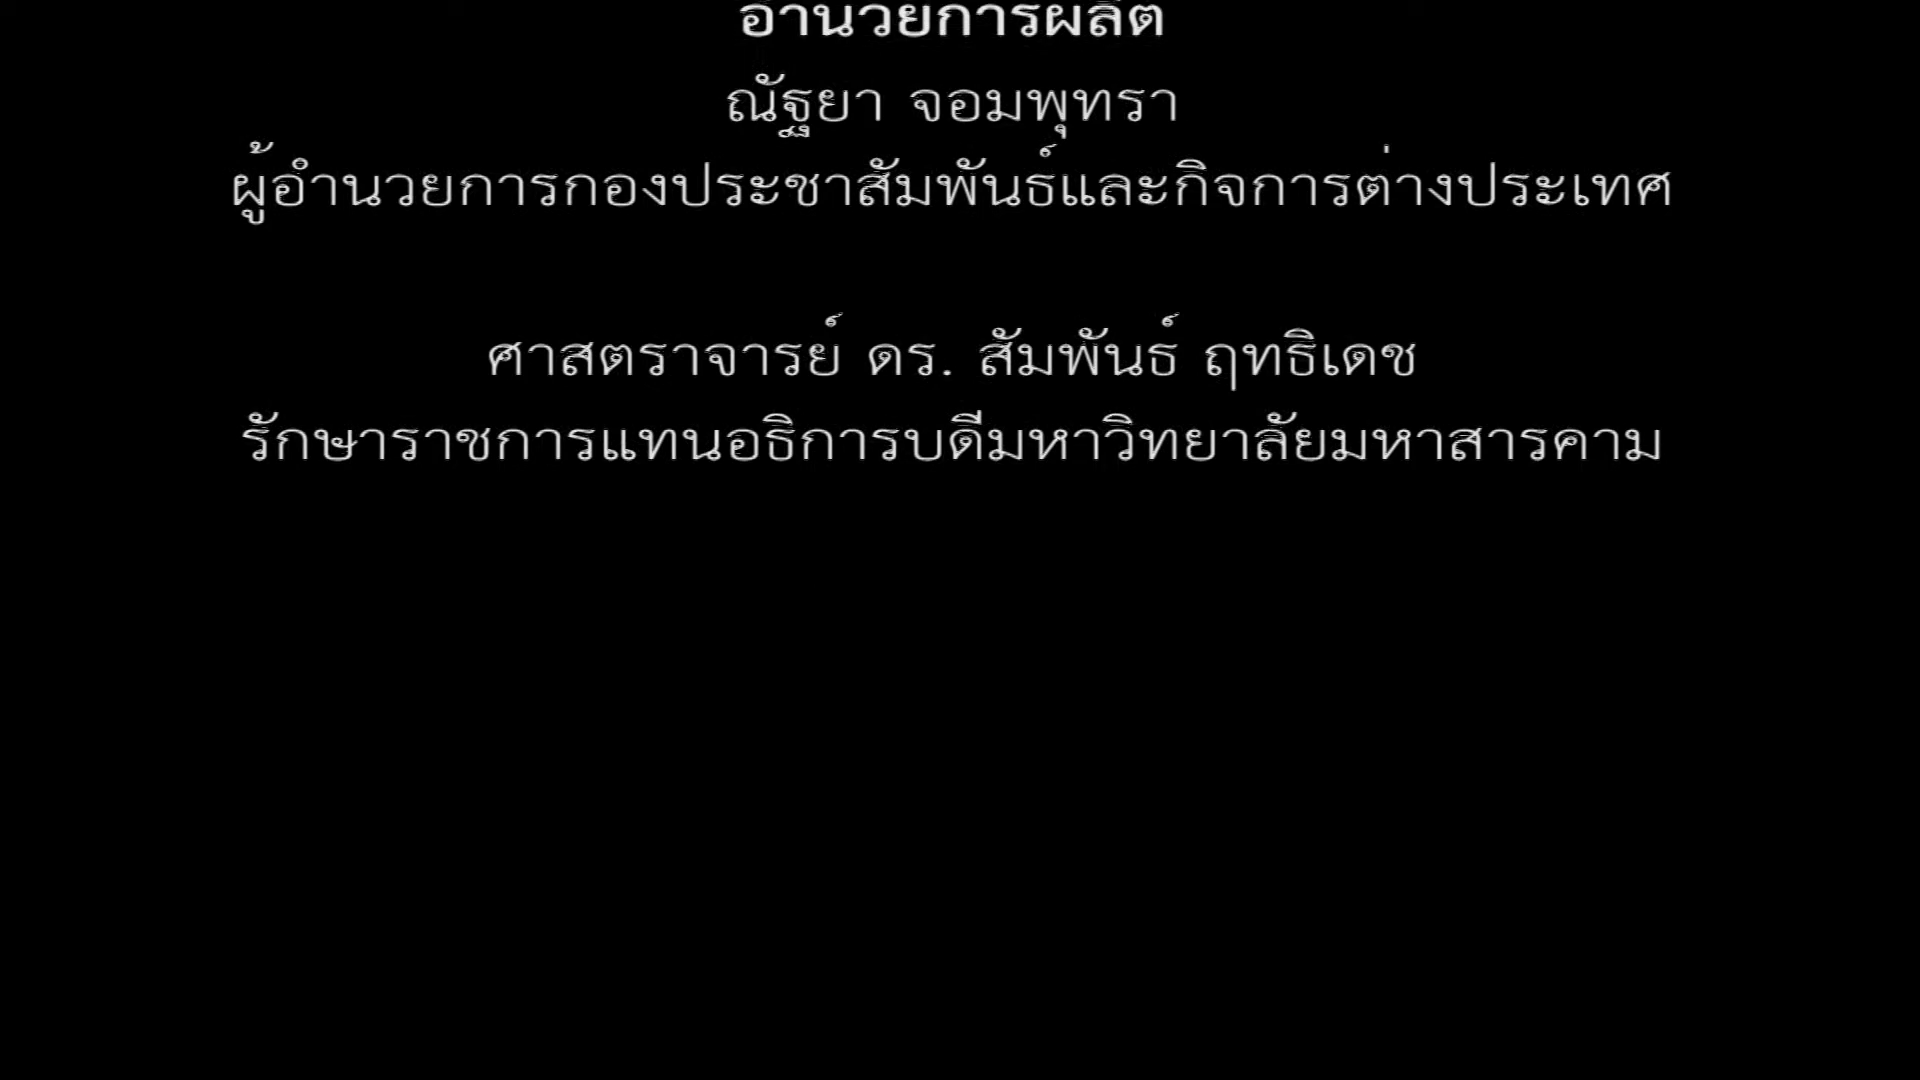 อำนวยการผลิต
ณัฐยา จอมพุทรา
ผู้อำนวยการกองประชาสัมพันธ์และกิจการต่างประเทศ
ศาสตราจารย์ ดร. สัมพันธ์ ฤทธิเดช
รักษาราชการแทนอธิการบดีมหาวิทยาลัยมหาสารคาม